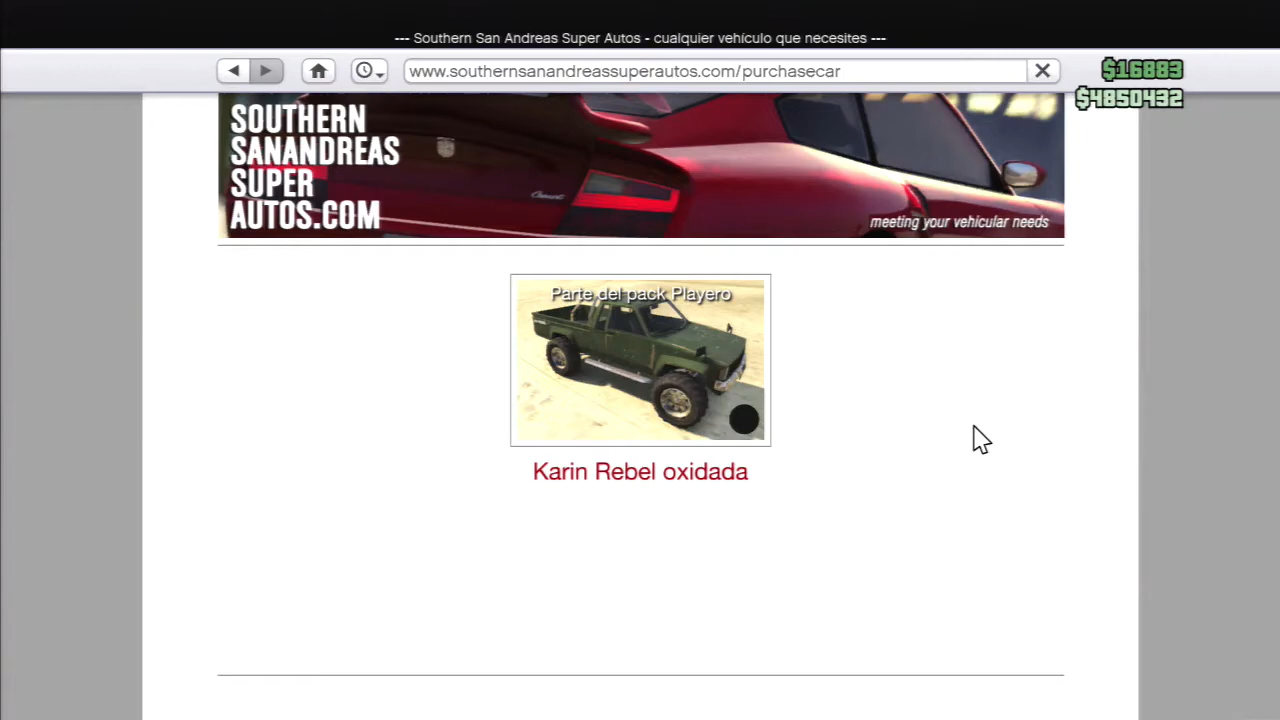 --- Southern San Andreas Super Autos - cualquier vehículo que necesites ---
www.southernsanandreassuperautos.com/purchasecar
$16883
$4850432
SOUTHERN
SANANDREAS
SUPER
AUTOS.COM
meeting your vehicular needs
Parte del pack Playero
Karin Rebel oxidada